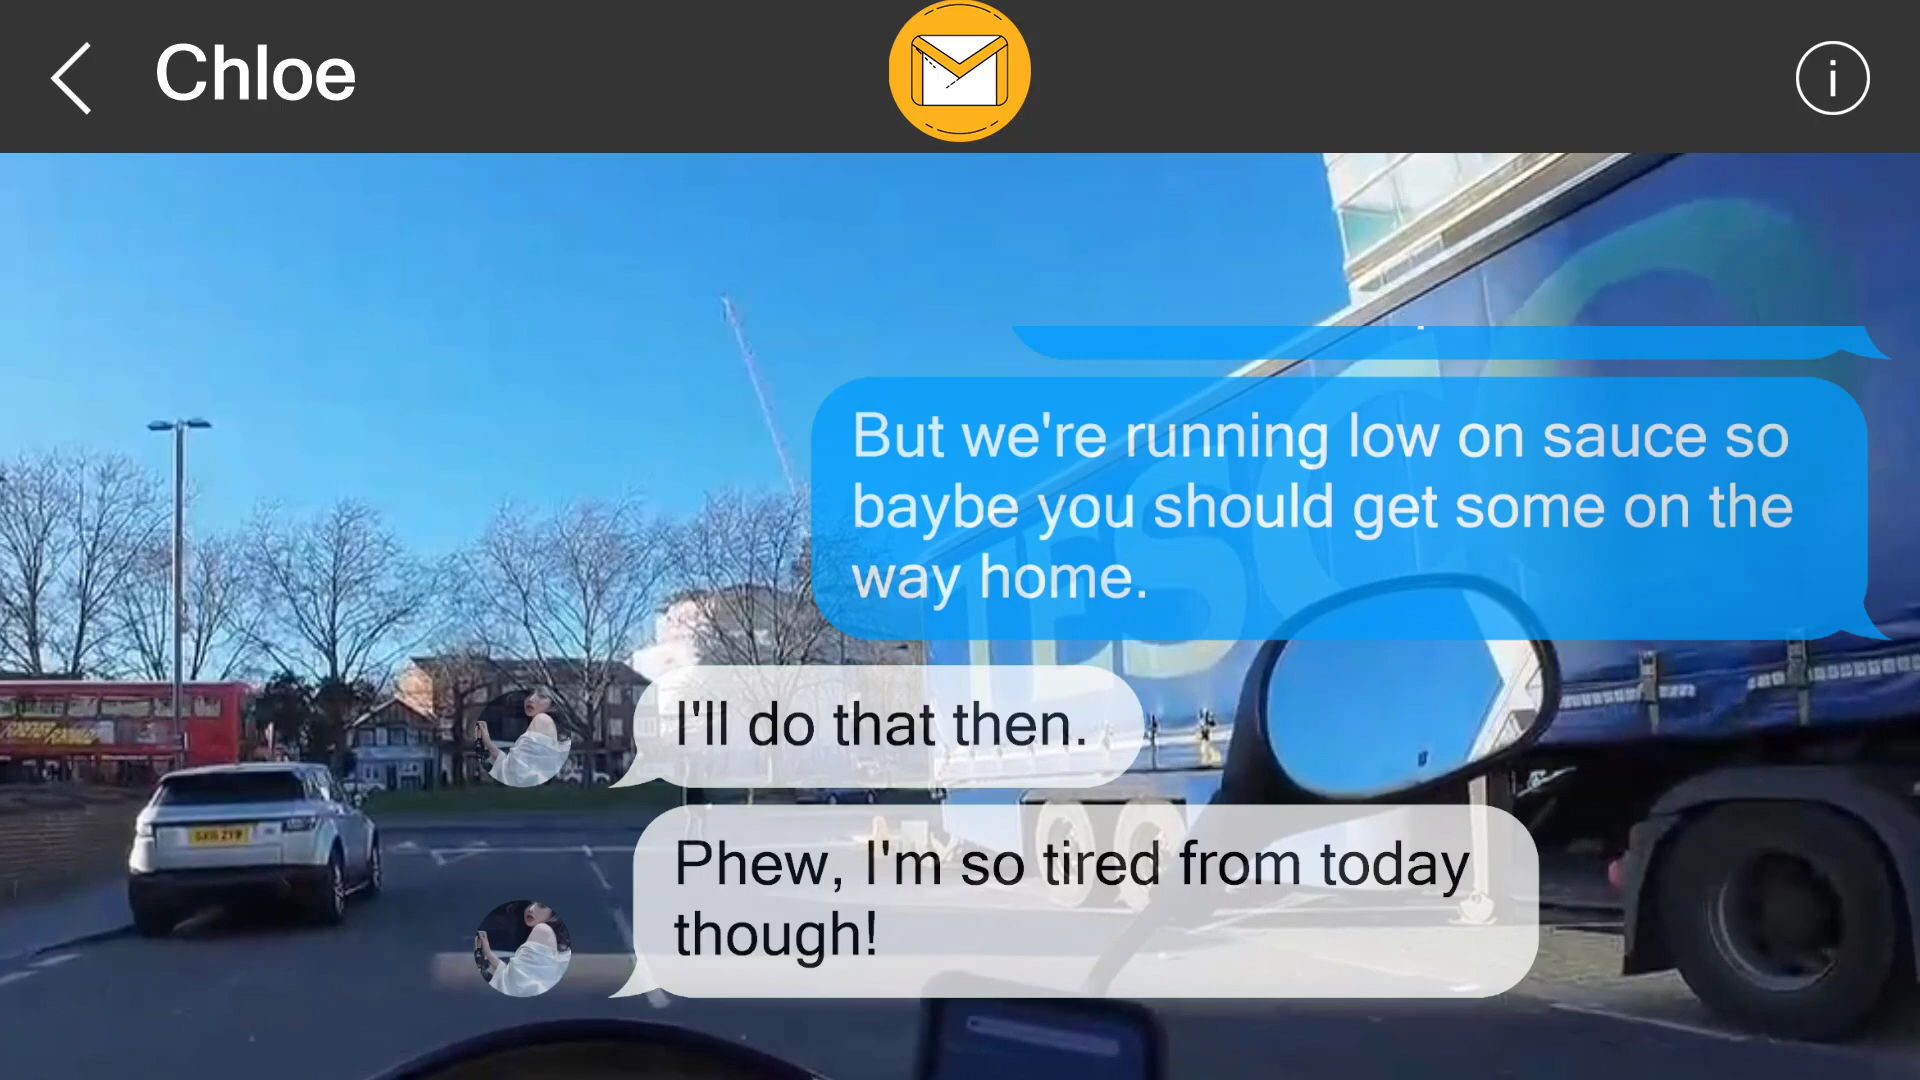 Chloe
But we're running low on sauce so
baybe you should get some on the
way home.
I'll do that then.
Phew, I'm so tired from today
though!